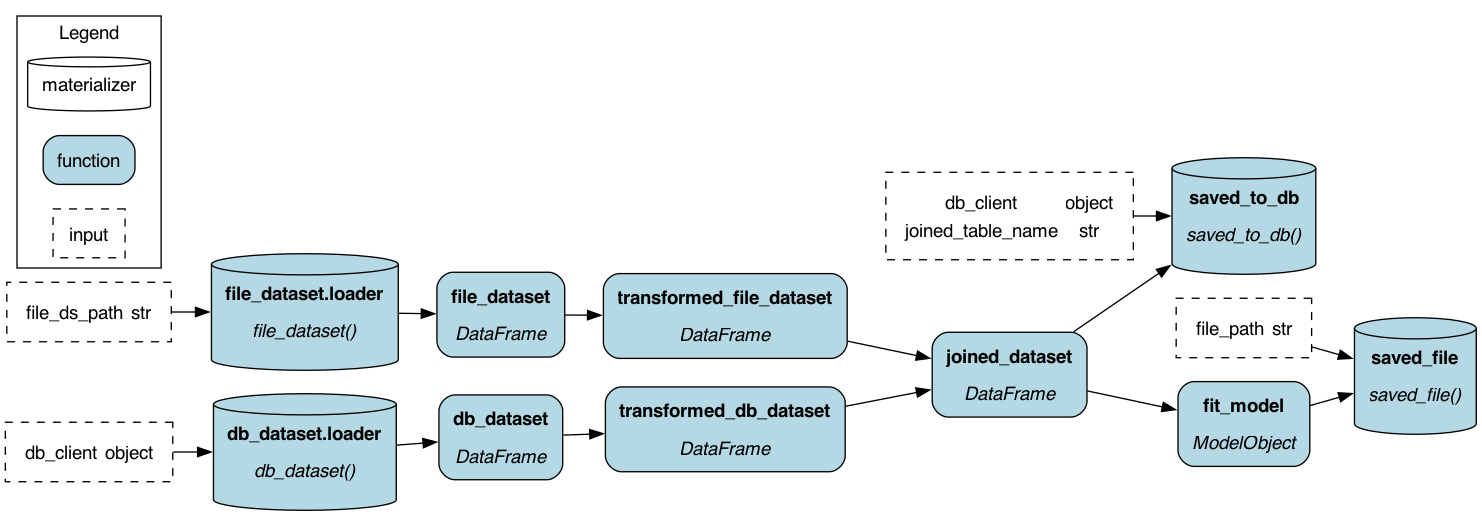 Legend
materializer
function
input
file_ds_path str
file_dataset.loader
file_dataset()
file_dataset
DataFrame
transformed_file_dataset
DataFrame
db_client object
db_dataset.loader
db_dataset()
db_dataset
DataFrame
transformed_db_dataset
DataFrame
joined_dataset
DataFrame
db_client object
joined_table_name str
saved_to_db
saved_to_db()
file_path str
fit_model
ModelObject
saved_file
saved_file()